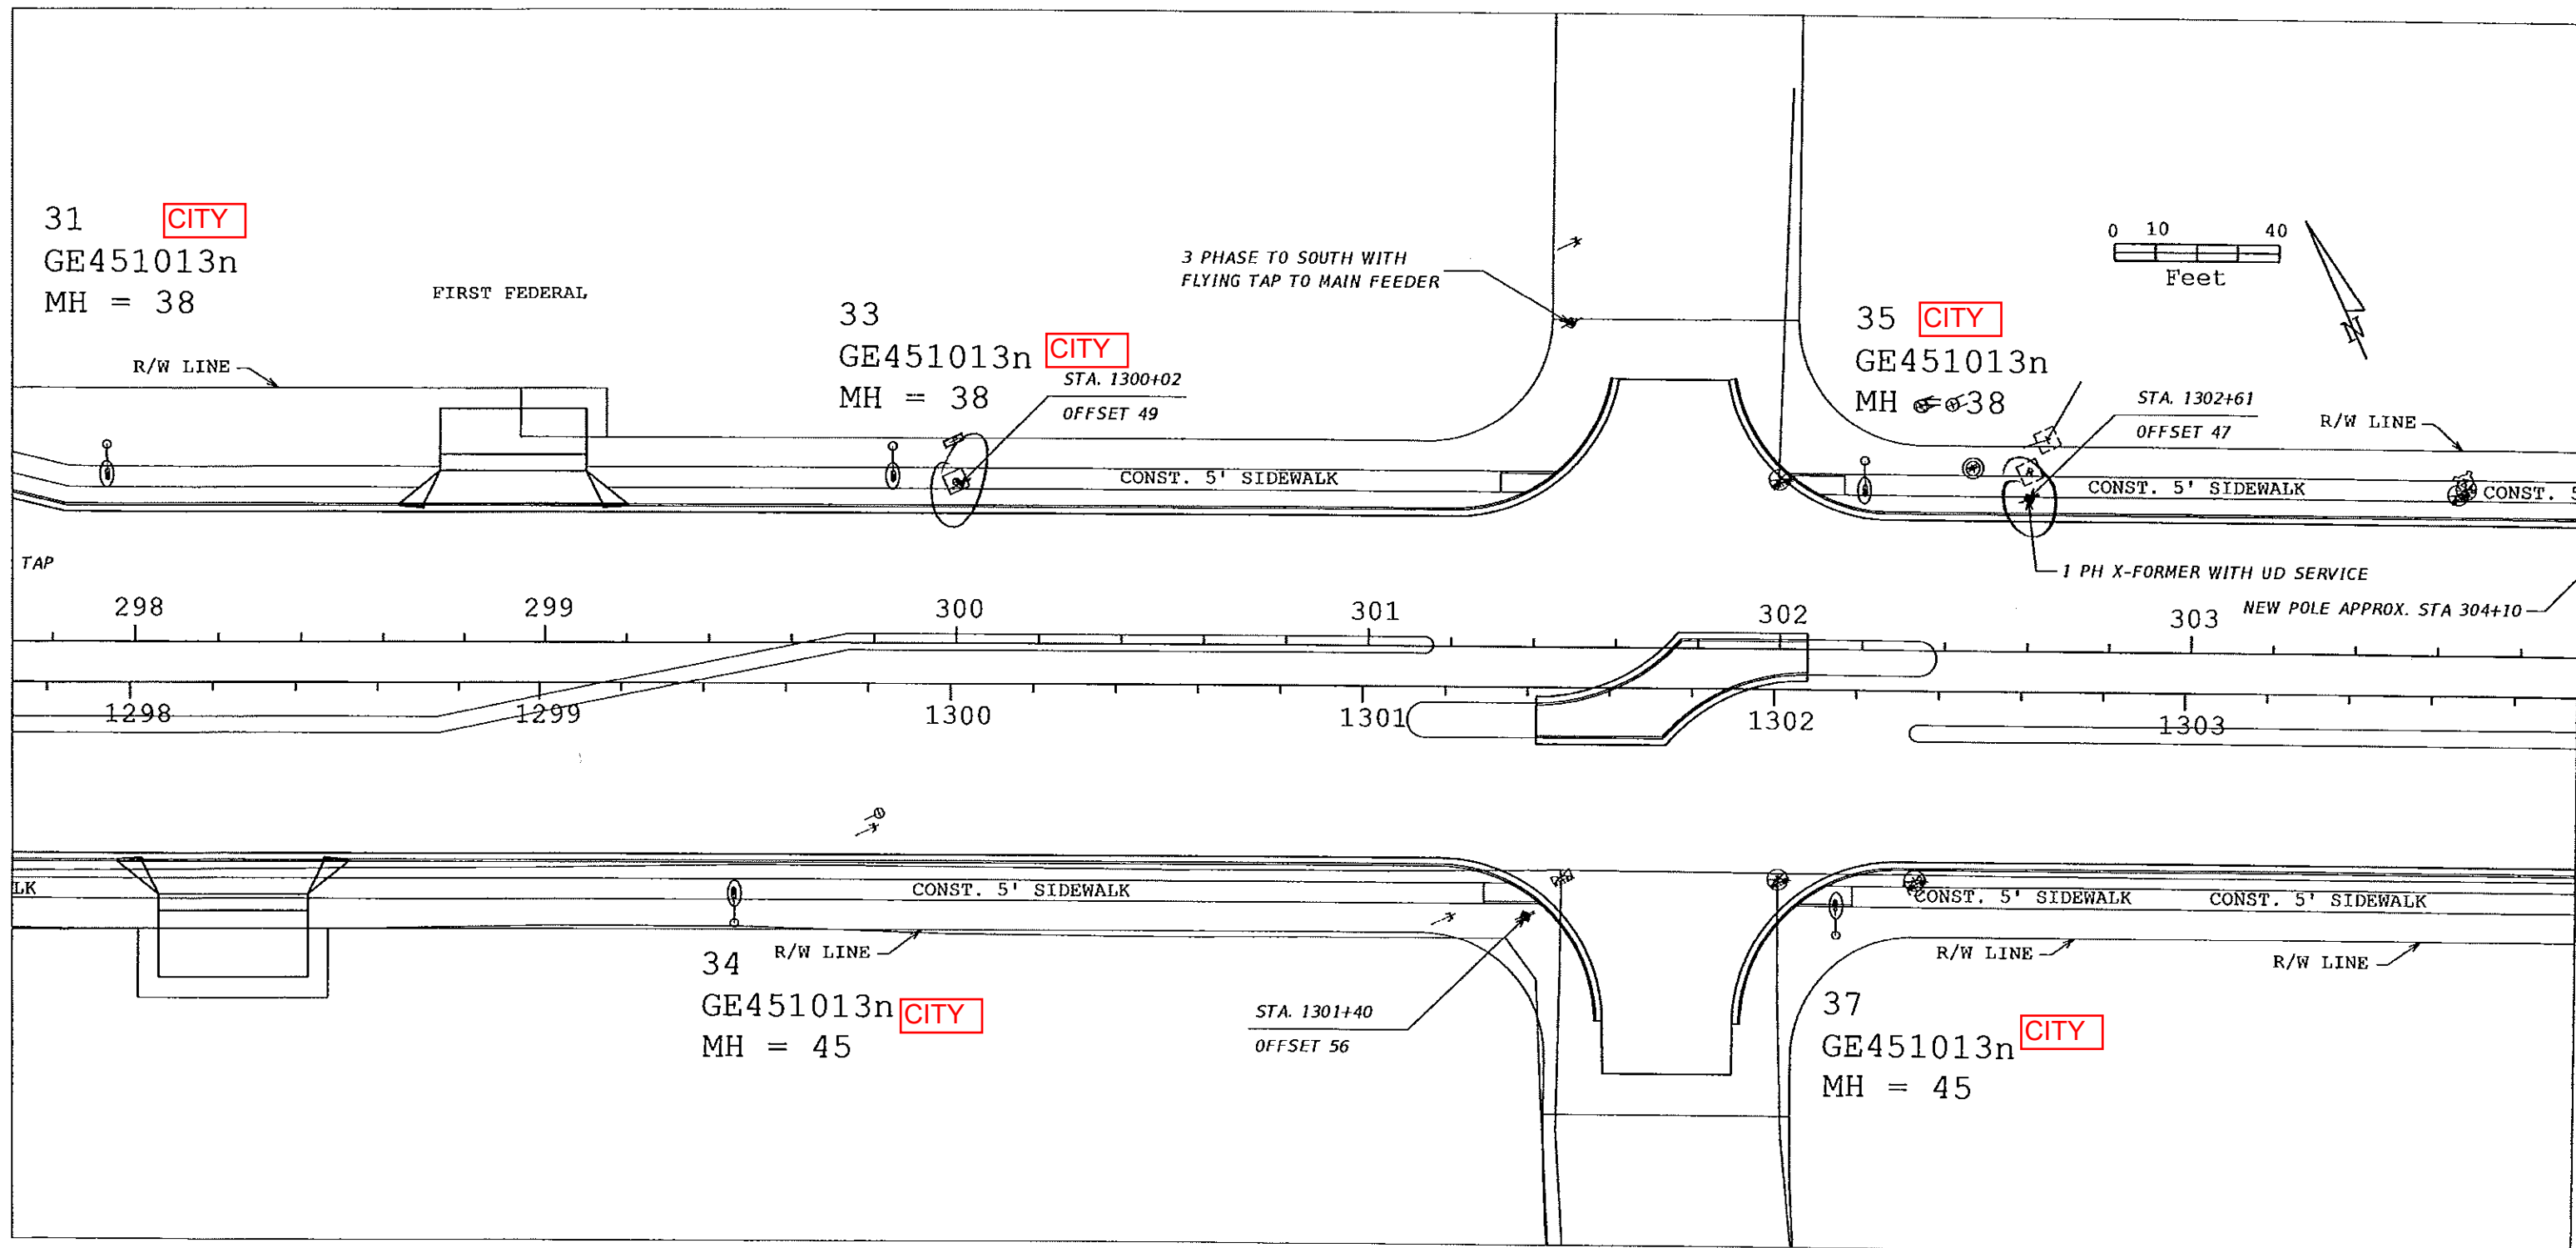 31 CITY
GE451013n
MH = 38
FIRST FEDERAL
R/W LINE
33
GE451013n CITY
MH = 38
STA. 1300+02
OFFSET 49
3 PHASE TO SOUTH WITH
FLYING TAP TO MAIN FEEDER
35 CITY
GE451013n
MH 38
0 10 40
Feet
N
STA. 1302+61
OFFSET 47
R/W LINE
CONST. 5' SIDEWALK
R
CONST. 5' SIDEWALK
CONST. 5
TAP
1 PH X-FORMER WITH UD SERVICE
NEW POLE APPROX. STA 304+10
298 299 300 301 302 303
1298 1299 1300 1301 1302 1303
LK
CONST. 5' SIDEWALK
CONST. 5' SIDEWALK
CONST. 5' SIDEWALK
R/W LINE
R/W LINE
R/W LINE
34
GE451013n CITY
MH = 45
STA. 1301+40
OFFSET 56
37
GE451013n CITY
MH = 45